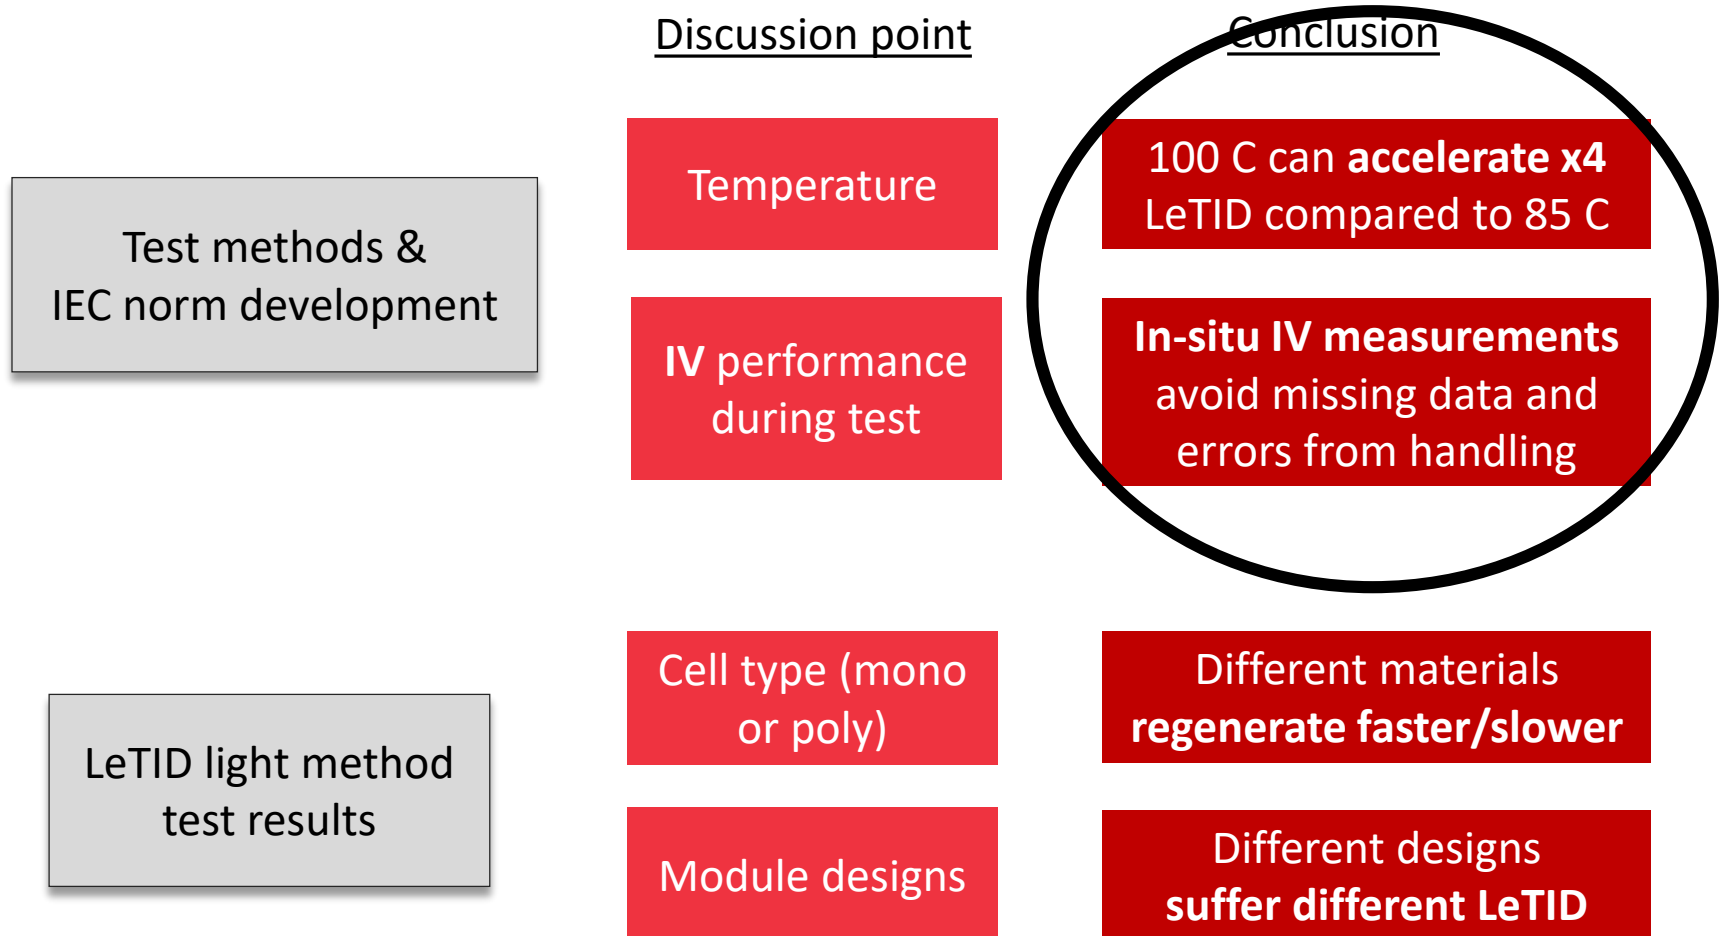 Discussion point
Conclusion
Test methods &
IEC norm development
Temperature
100 C can accelerate x4
LeTID compared to 85 C
IV performance
during test
In-situ IV measurements
avoid missing data and
errors from handling
LeTID light method
test results
Cell type (mono
or poly)
Different materials
regenerate faster/slower
Module designs
Different designs
suffer different LeTID